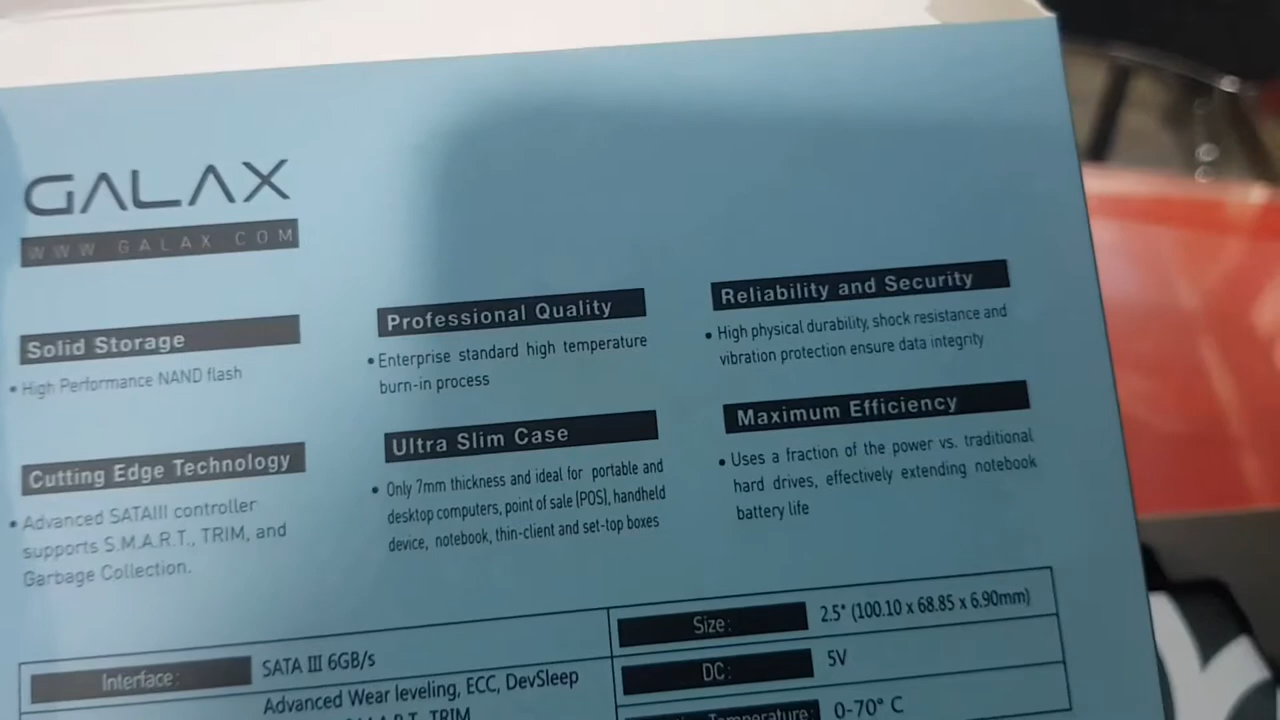 GALAX
WWW.GALAX.COM
Solid Storage
• High Performance NAND flash
Cutting Edge Technology
• Advanced SATAIII controller
supports S.M.A.R.T., TRIM, and
Garbage Collection.
Professional Quality
• Enterprise standard high temperature
burn-in process
Ultra Slim Case
• Only 7mm thickness and ideal for portable and
desktop computers, point of sale (POS), handheld
device, notebook, thin-client and set-top boxes
Reliability and Security
• High physical durability, shock resistance and
vibration protection ensure data integrity
Maximum Efficiency
• Uses a fraction of the power vs. traditional
hard drives, effectively extending notebook
battery life
Interface: SATA III 6GB/s
Advanced Wear leveling, ECC, DevSleep
S.M.A.R.T, TRIM
Size: 2.5" (100.10 x 68.85 x 6.90mm)
DC: 5V
Temperature: 0-70° C